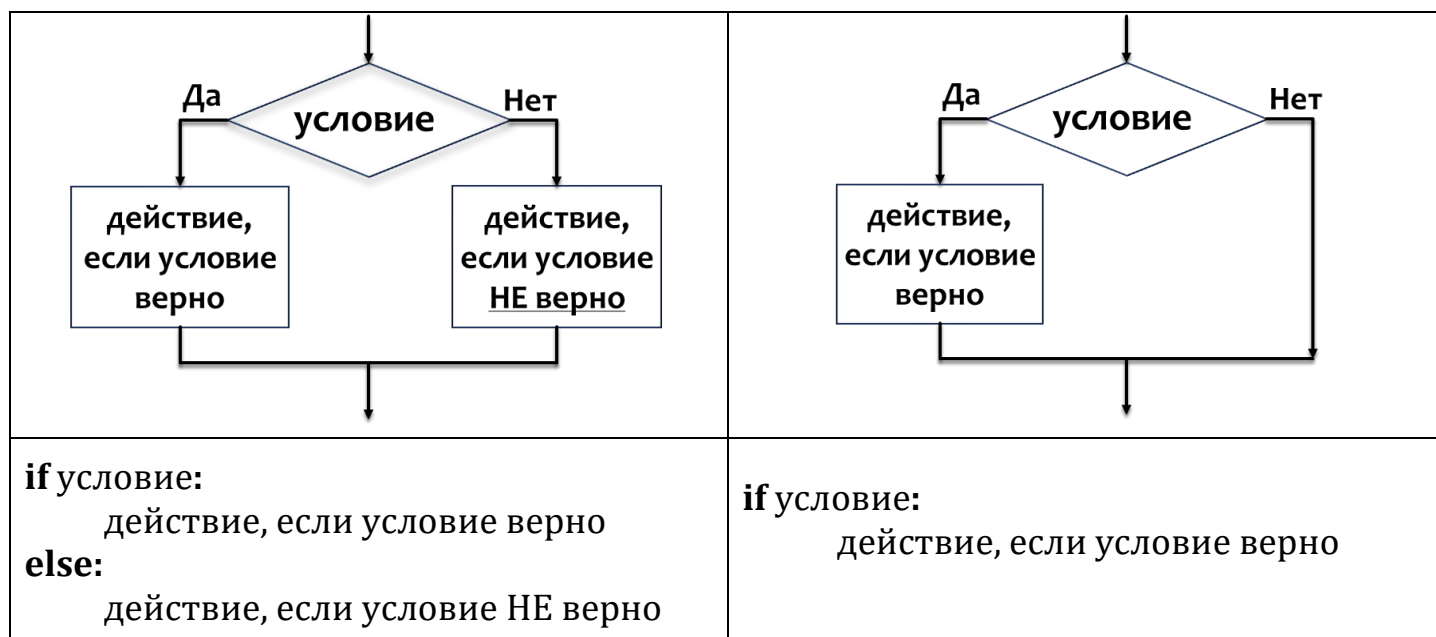 Да
условие
Нет
действие,
если условие
верно
действие,
если условие
НЕ верно
Да
условие
Нет
действие,
если условие
верно
if условие:
действие, если условие верно
else:
действие, если условие НЕ верно
if условие:
действие, если условие верно